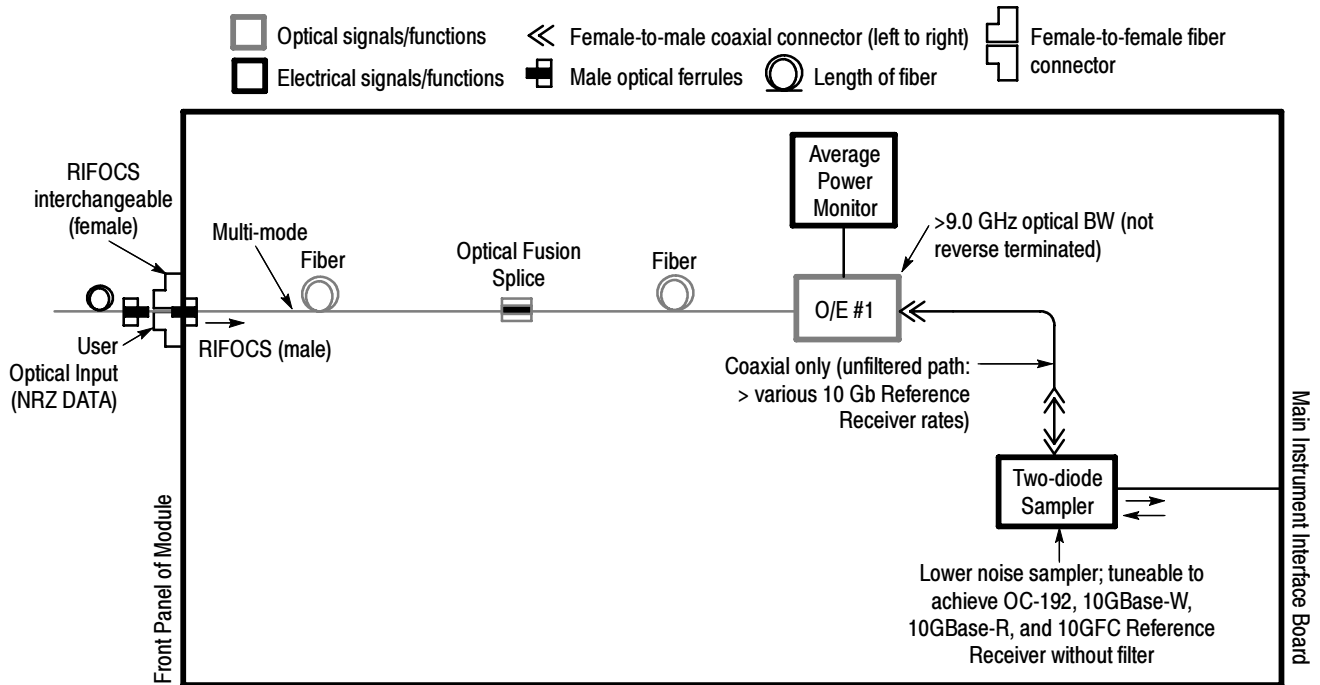 Optical signals/functions
Female-to-male coaxial connector (left to right)
Female-to-female fiber
connector
Electrical signals/functions
Male optical ferrules
Length of fiber
RIFOCS
interchangeable
(female)
Multi-mode
Fiber
Optical Fusion
Splice
Fiber
Average
Power
Monitor
>9.0 GHz optical BW (not
reverse terminated)
O/E #1
User
Optical Input
(NRZ DATA)
RIFOCS (male)
Coaxial only (unfiltered path:
> various 10 Gb Reference
Receiver rates)
Two-diode
Sampler
Lower noise sampler; tuneable to
achieve OC-192, 10GBase-W,
10GBase-R, and 10GFC Reference
Receiver without filter
Front Panel of Module
Main Instrument Interface Board